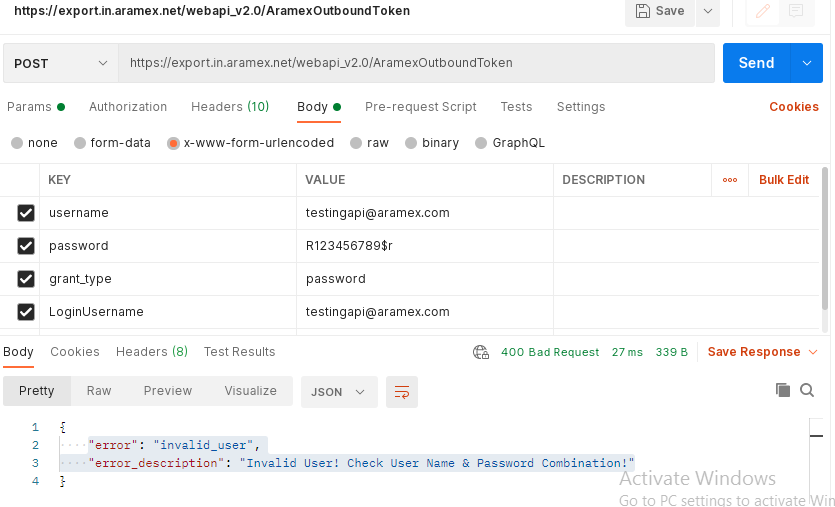 https://export.in.aramex.net/webapi_v2.0/AramexOutboundToken Save
POST https://export.in.aramex.net/webapi_v2.0/AramexOutboundToken Send
Params Authorization Headers (10) Body Pre-request Script Tests Settings Cookies
none form-data x-www-form-urlencoded raw binary GraphQL
KEY VALUE DESCRIPTION ooo Bulk Edit
username testingapi@aramex.com
password R123456789$r
grant_type password
LoginUsername testingapi@aramex.com
Body Cookies Headers (8) Test Results 400 Bad Request 27 ms 339 B Save Response
Pretty Raw Preview Visualize JSON
1 {
2 "error": "invalid_user",
3 "error_description": "Invalid User! Check User Name & Password Combination!"
4 }
Activate Windows
Go to PC settings to activate Win